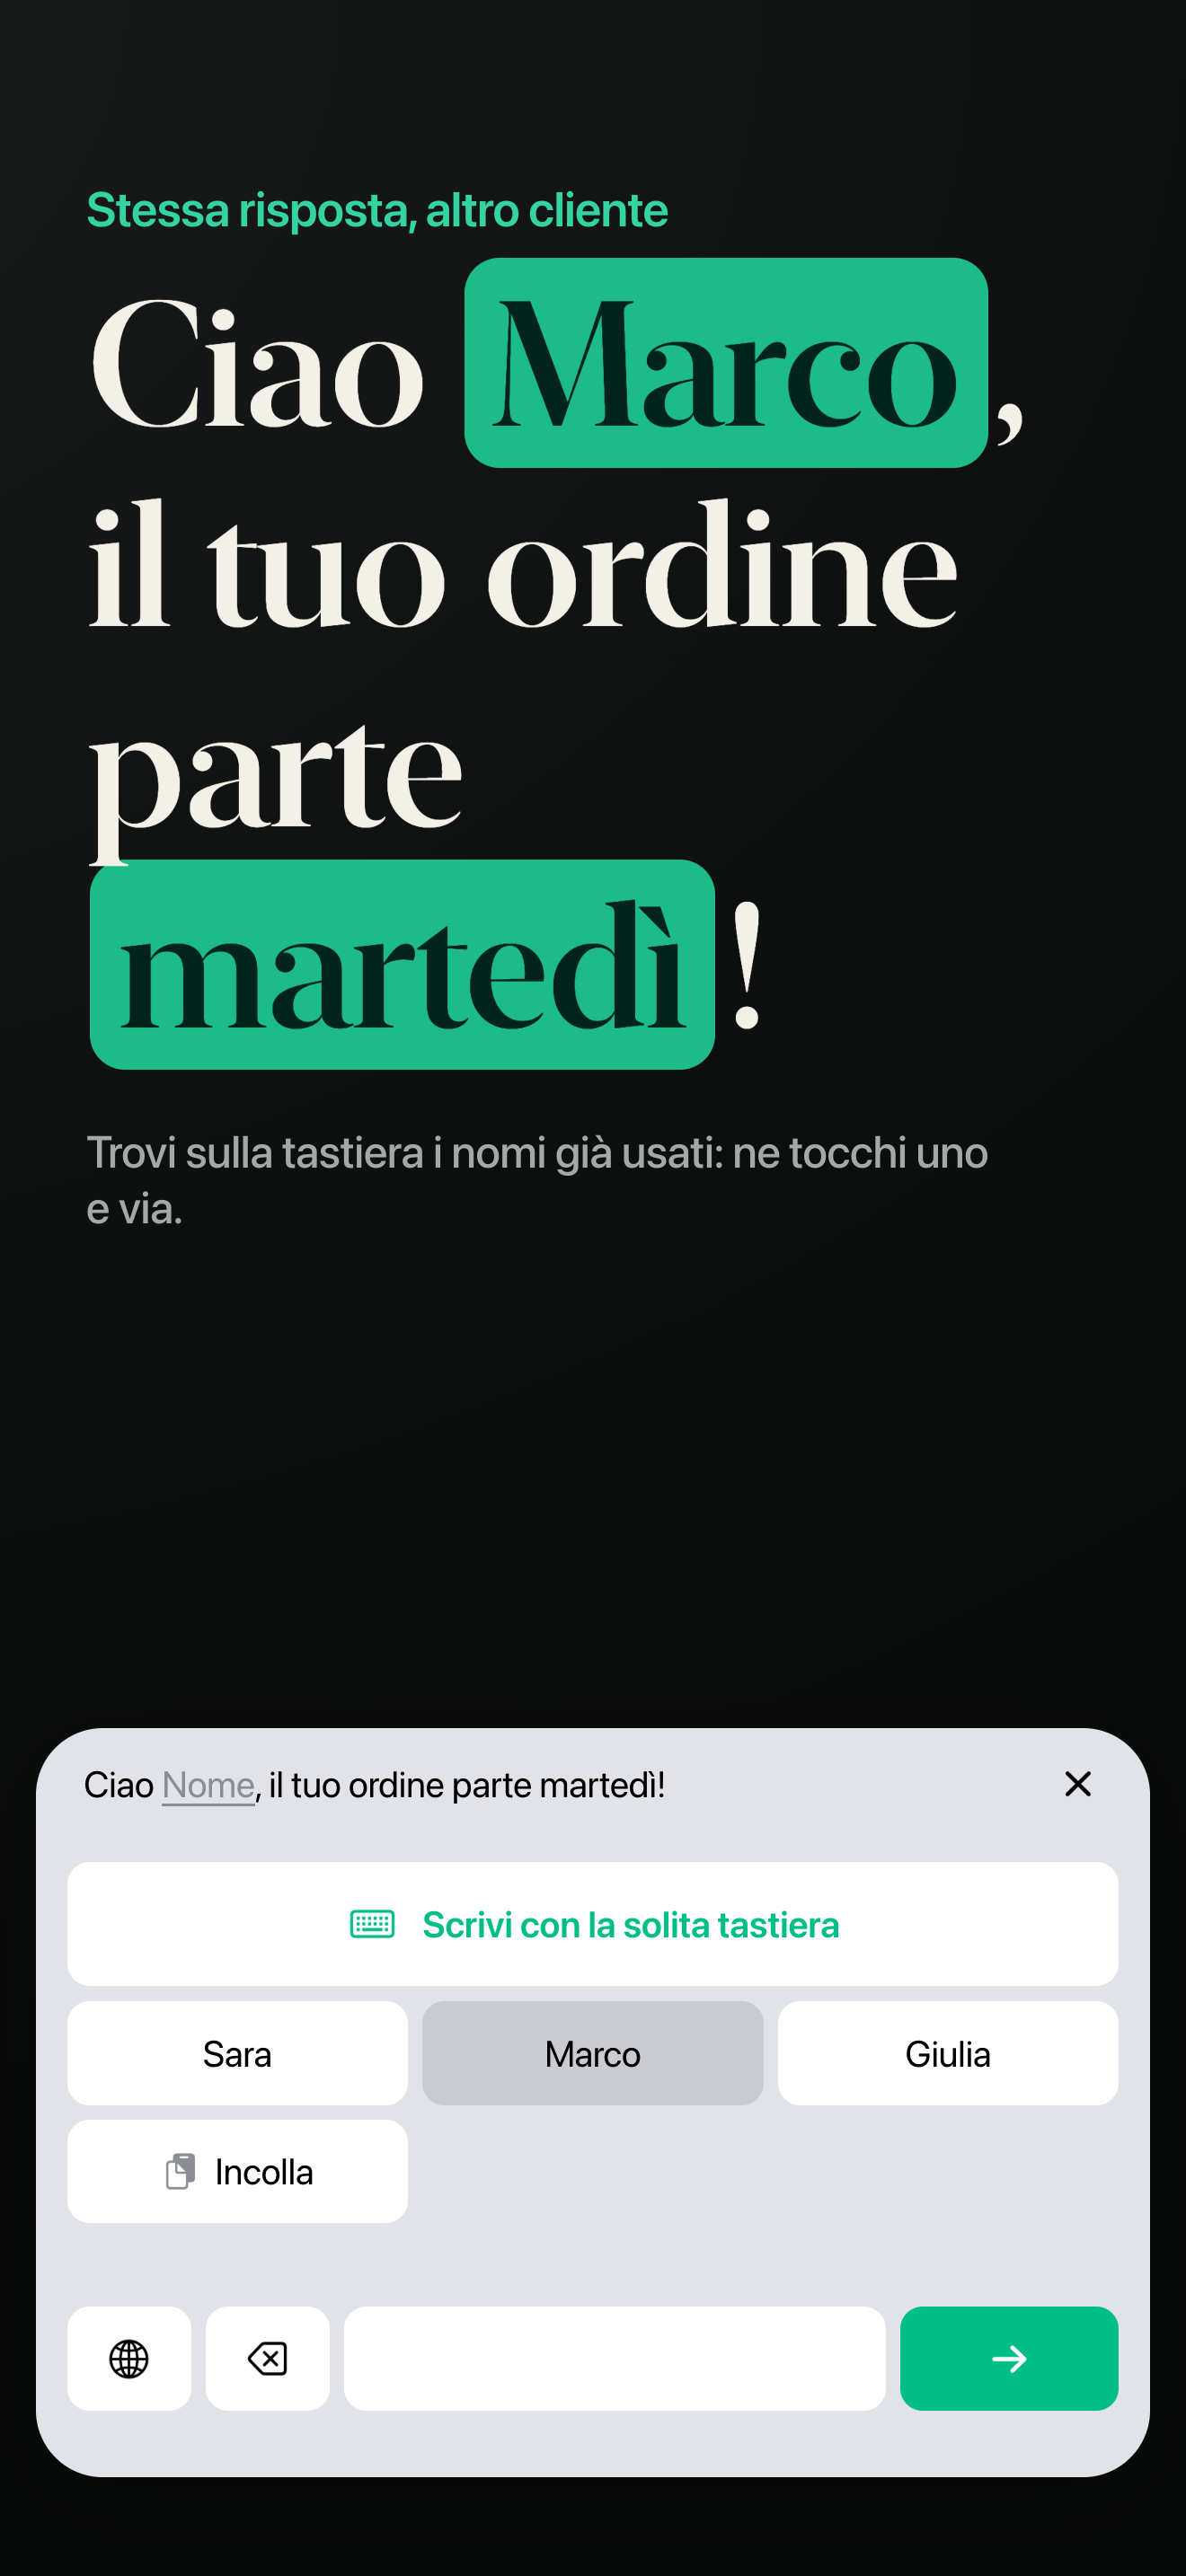 Stessa risposta, altro cliente
Ciao Marco,
il tuo ordine
parte
martedì!
Trovi sulla tastiera i nomi già usati: ne tocchi uno
e via.
Ciao Nome, il tuo ordine parte martedì!
Scrivi con la solita tastiera
Sara
Marco
Giulia
Incolla